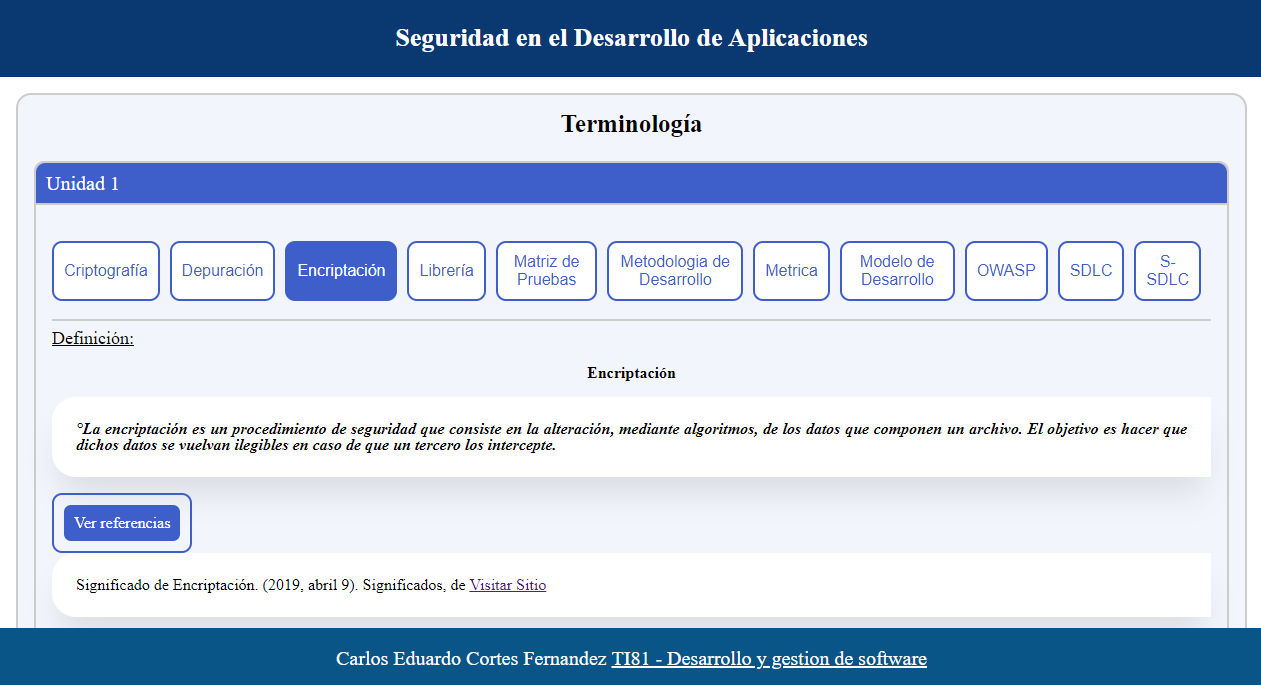 Seguridad en el Desarrollo de Aplicaciones
Terminología
Unidad 1
Criptografía
Depuración
Encriptación
Librería
Matriz de
Pruebas
Metodologia de
Desarrollo
Metrica
Modelo de
Desarrollo
OWASP
SDLC
S-
SDLC
Definición:
Encriptación
°La encriptación es un procedimiento de seguridad que consiste en la alteración, mediante algoritmos, de los datos que componen un archivo. El objetivo es hacer que
dichos datos se vuelvan ilegibles en caso de que un tercero los intercepte.
Ver referencias
Significado de Encriptación. (2019, abril 9). Significados, de Visitar Sitio
Carlos Eduardo Cortes Fernandez TI81 - Desarrollo y gestion de software